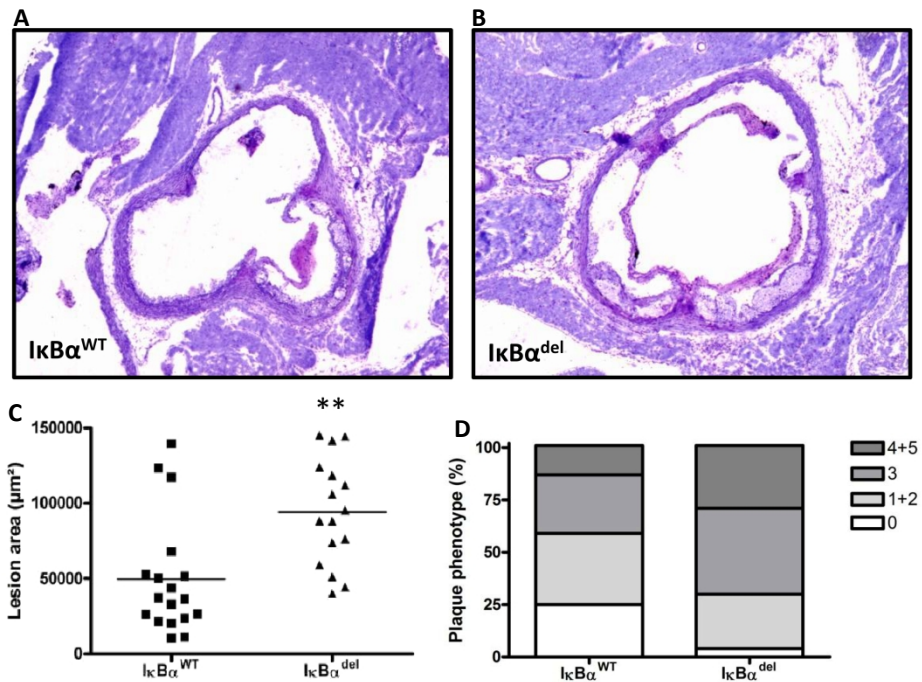 A
B
IκBα^WT
IκBα^del
C
**
Lesion area (μm²)
150000
100000
50000
0
IκBα^WT
IκBα^del
D
Plaque phenotype (%)
100
75
50
25
0
IκBα^WT
IκBα^del
4+5
3
1+2
0